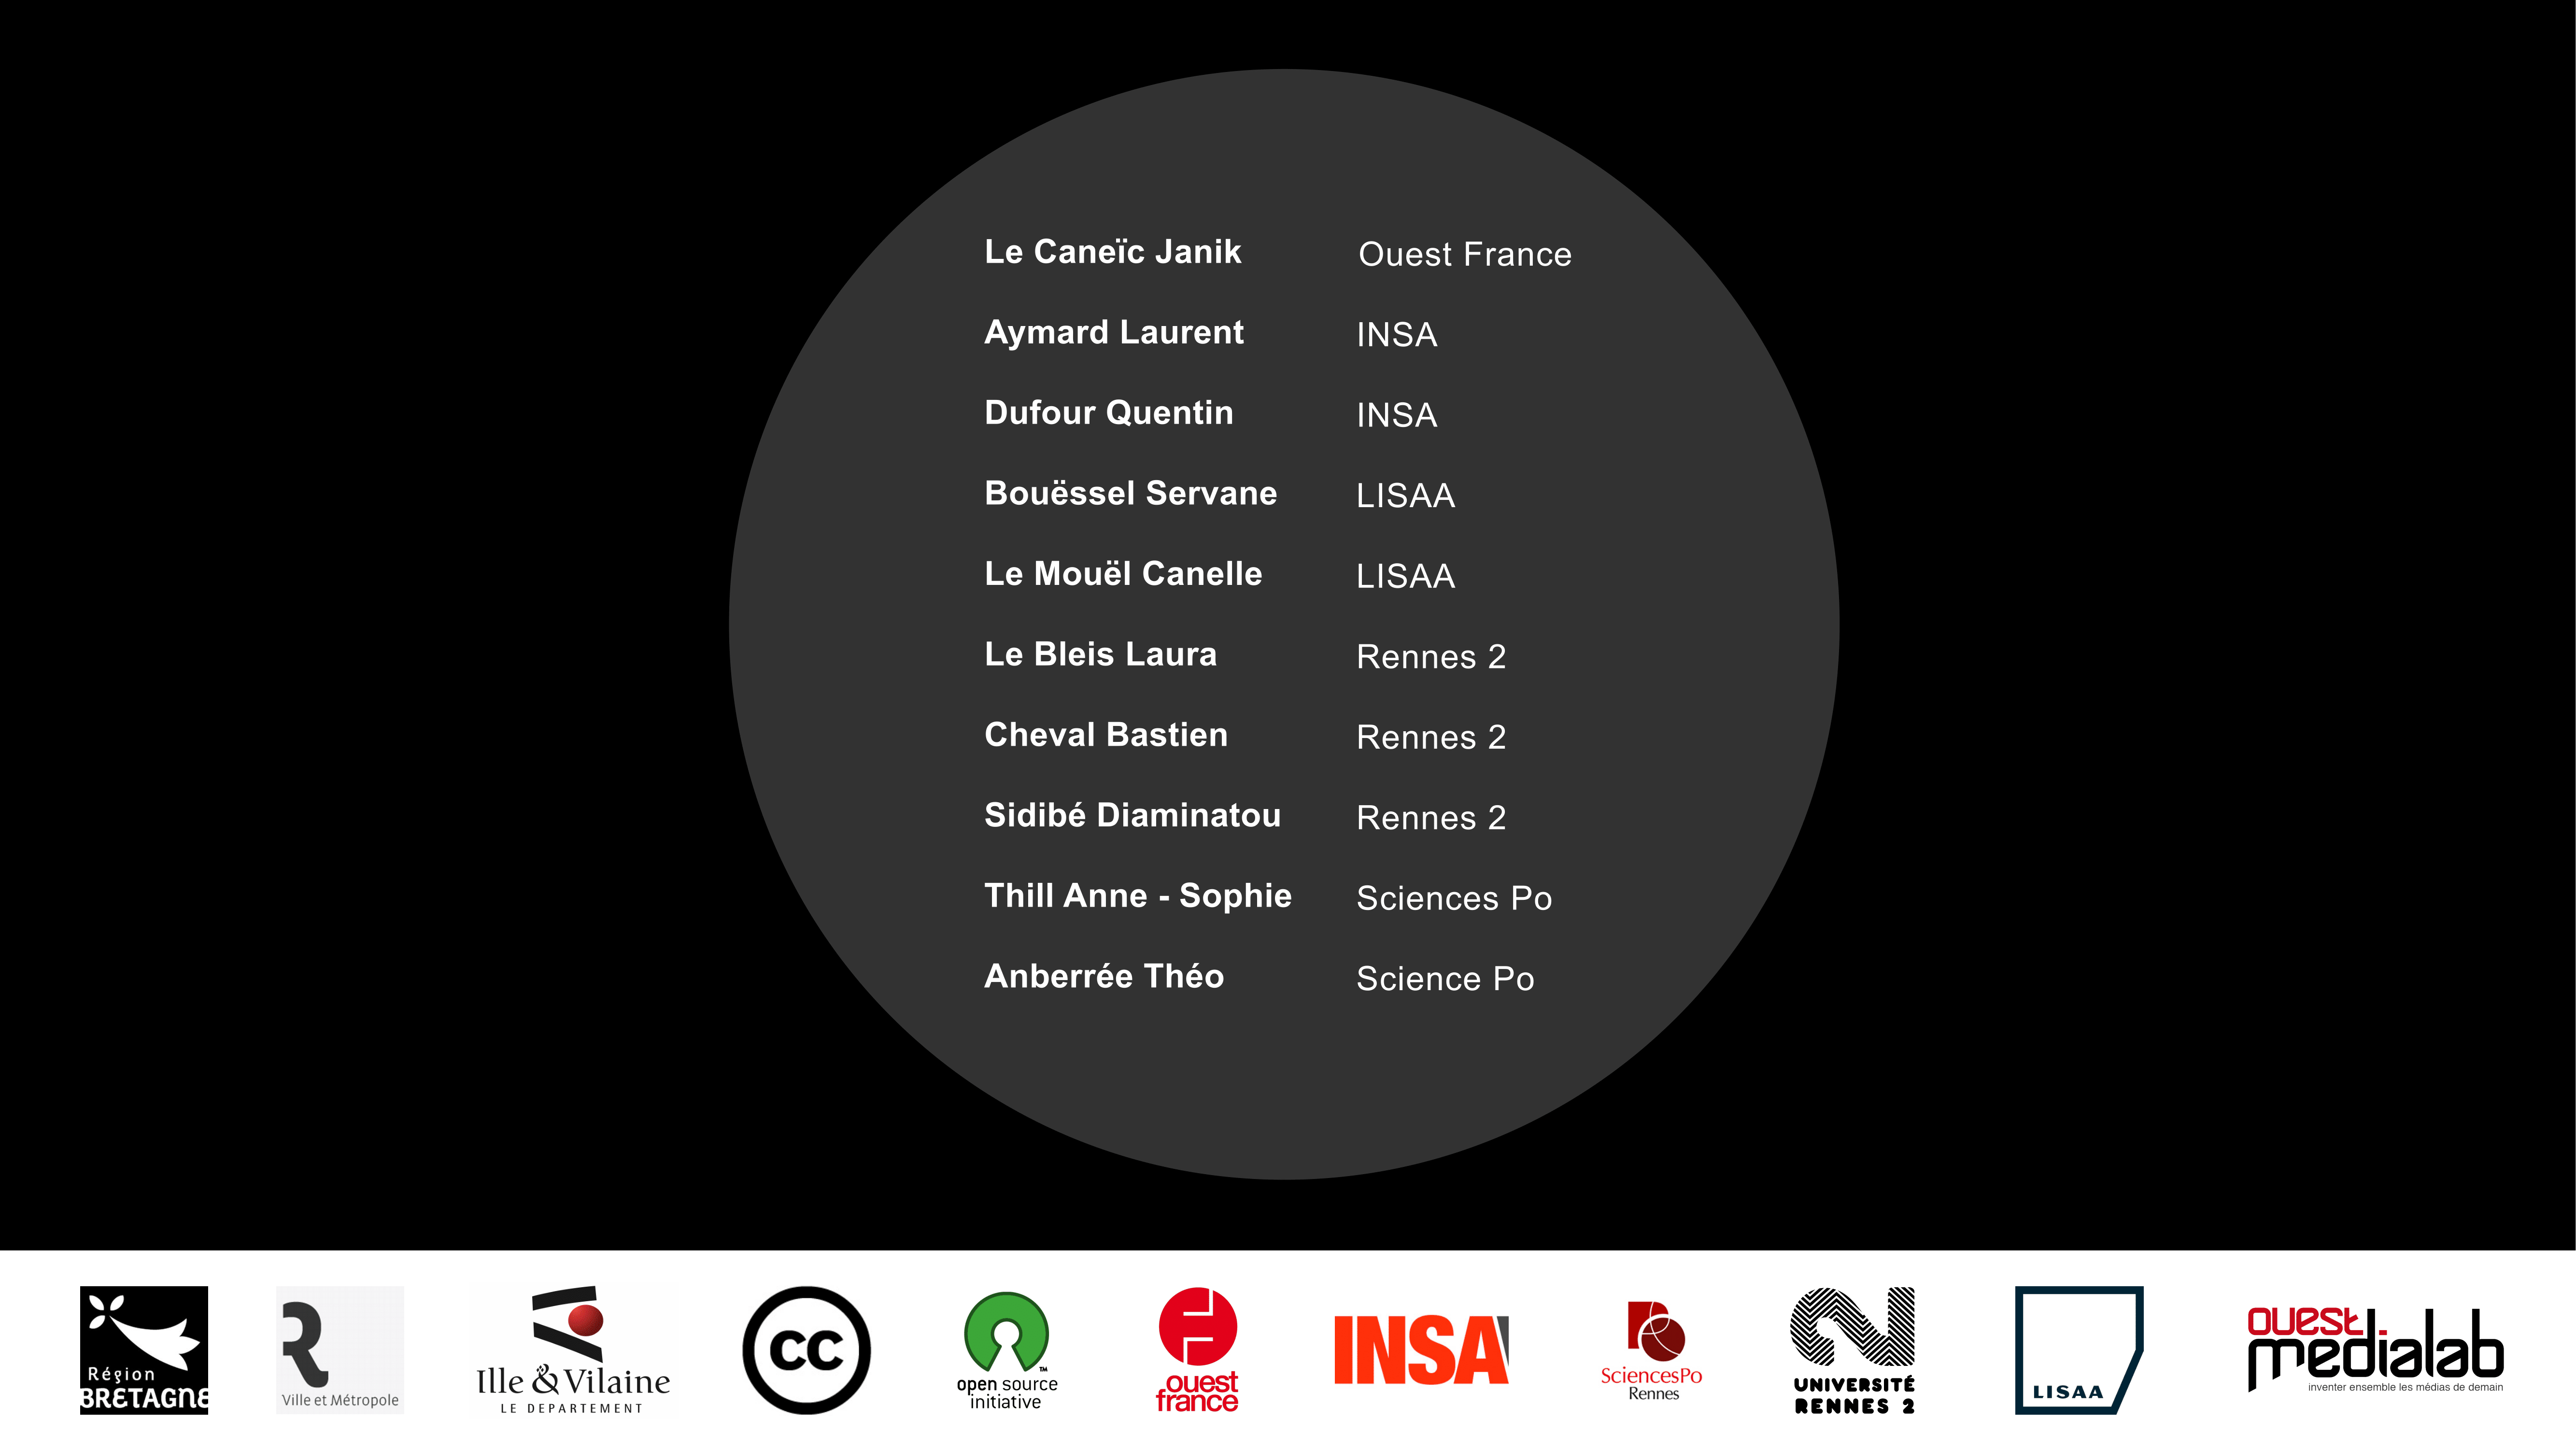 Le Caneïc Janik Ouest France
Aymard Laurent INSA
Dufour Quentin INSA
Bouëssel Servane LISAA
Le Mouël Canelle LISAA
Le Bleis Laura Rennes 2
Cheval Bastien Rennes 2
Sidibé Diaminatou Rennes 2
Thill Anne - Sophie Sciences Po
Anberrée Théo Science Po
Région
BRETAGNE
R
Ville et Métropole
Ille & Vilaine
LE DEPARTEMENT
cc
™
open source
initiative
ouest
france
INSA
SciencesPo
Rennes
UNIVERSITÉ
RENNES 2
LISAA
ouest
medialab
inventer ensemble les médias de demain